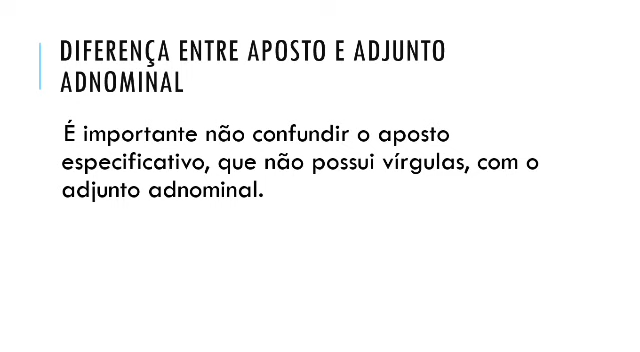 DIFERENÇA ENTRE APOSTO E ADJUNTO
ADNOMINAL
É importante não confundir o aposto
especificativo, que não possui vírgulas, com o
adjunto adnominal.